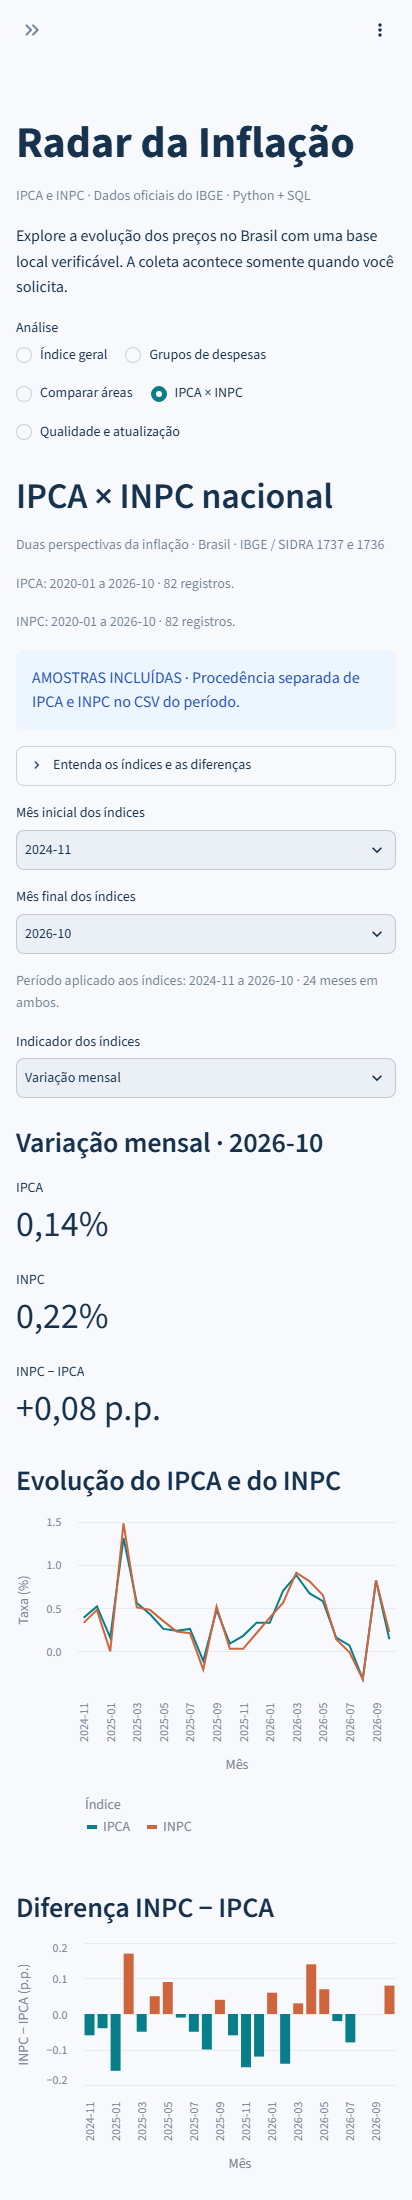 Radar da Inflação
IPCA e INPC · Dados oficiais do IBGE · Python + SQL
Explore a evolução dos preços no Brasil com uma base
local verificável. A coleta acontece somente quando você
solicita.
Análise
Índice geral
Grupos de despesas
Comparar áreas
IPCA × INPC
Qualidade e atualização
IPCA × INPC nacional
Duas perspectivas da inflação · Brasil · IBGE / SIDRA 1737 e 1736
IPCA: 2020-01 a 2026-10 · 82 registros.
INPC: 2020-01 a 2026-10 · 82 registros.
AMOSTRAS INCLUÍDAS · Procedência separada de
IPCA e INPC no CSV do período.
Entenda os índices e as diferenças
Mês inicial dos índices
2024-11
Mês final dos índices
2026-10
Período aplicado aos índices: 2024-11 a 2026-10 · 24 meses em
ambos.
Indicador dos índices
Variação mensal
Variação mensal · 2026-10
IPCA
0,14%
INPC
0,22%
INPC − IPCA
+0,08 p.p.
Evolução do IPCA e do INPC
Taxa (%)
1.5
1.0
0.5
0.0
2024-11
2025-01
2025-03
2025-05
2025-07
2025-09
2025-11
2026-01
2026-03
2026-05
2026-07
2026-09
Mês
Índice
IPCA
INPC
Diferença INPC − IPCA
INPC − IPCA (p.p.)
0.2
0.1
0.0
−0.1
−0.2
2024-11
2025-01
2025-03
2025-05
2025-07
2025-09
2025-11
2026-01
2026-03
2026-05
2026-07
2026-09
Mês